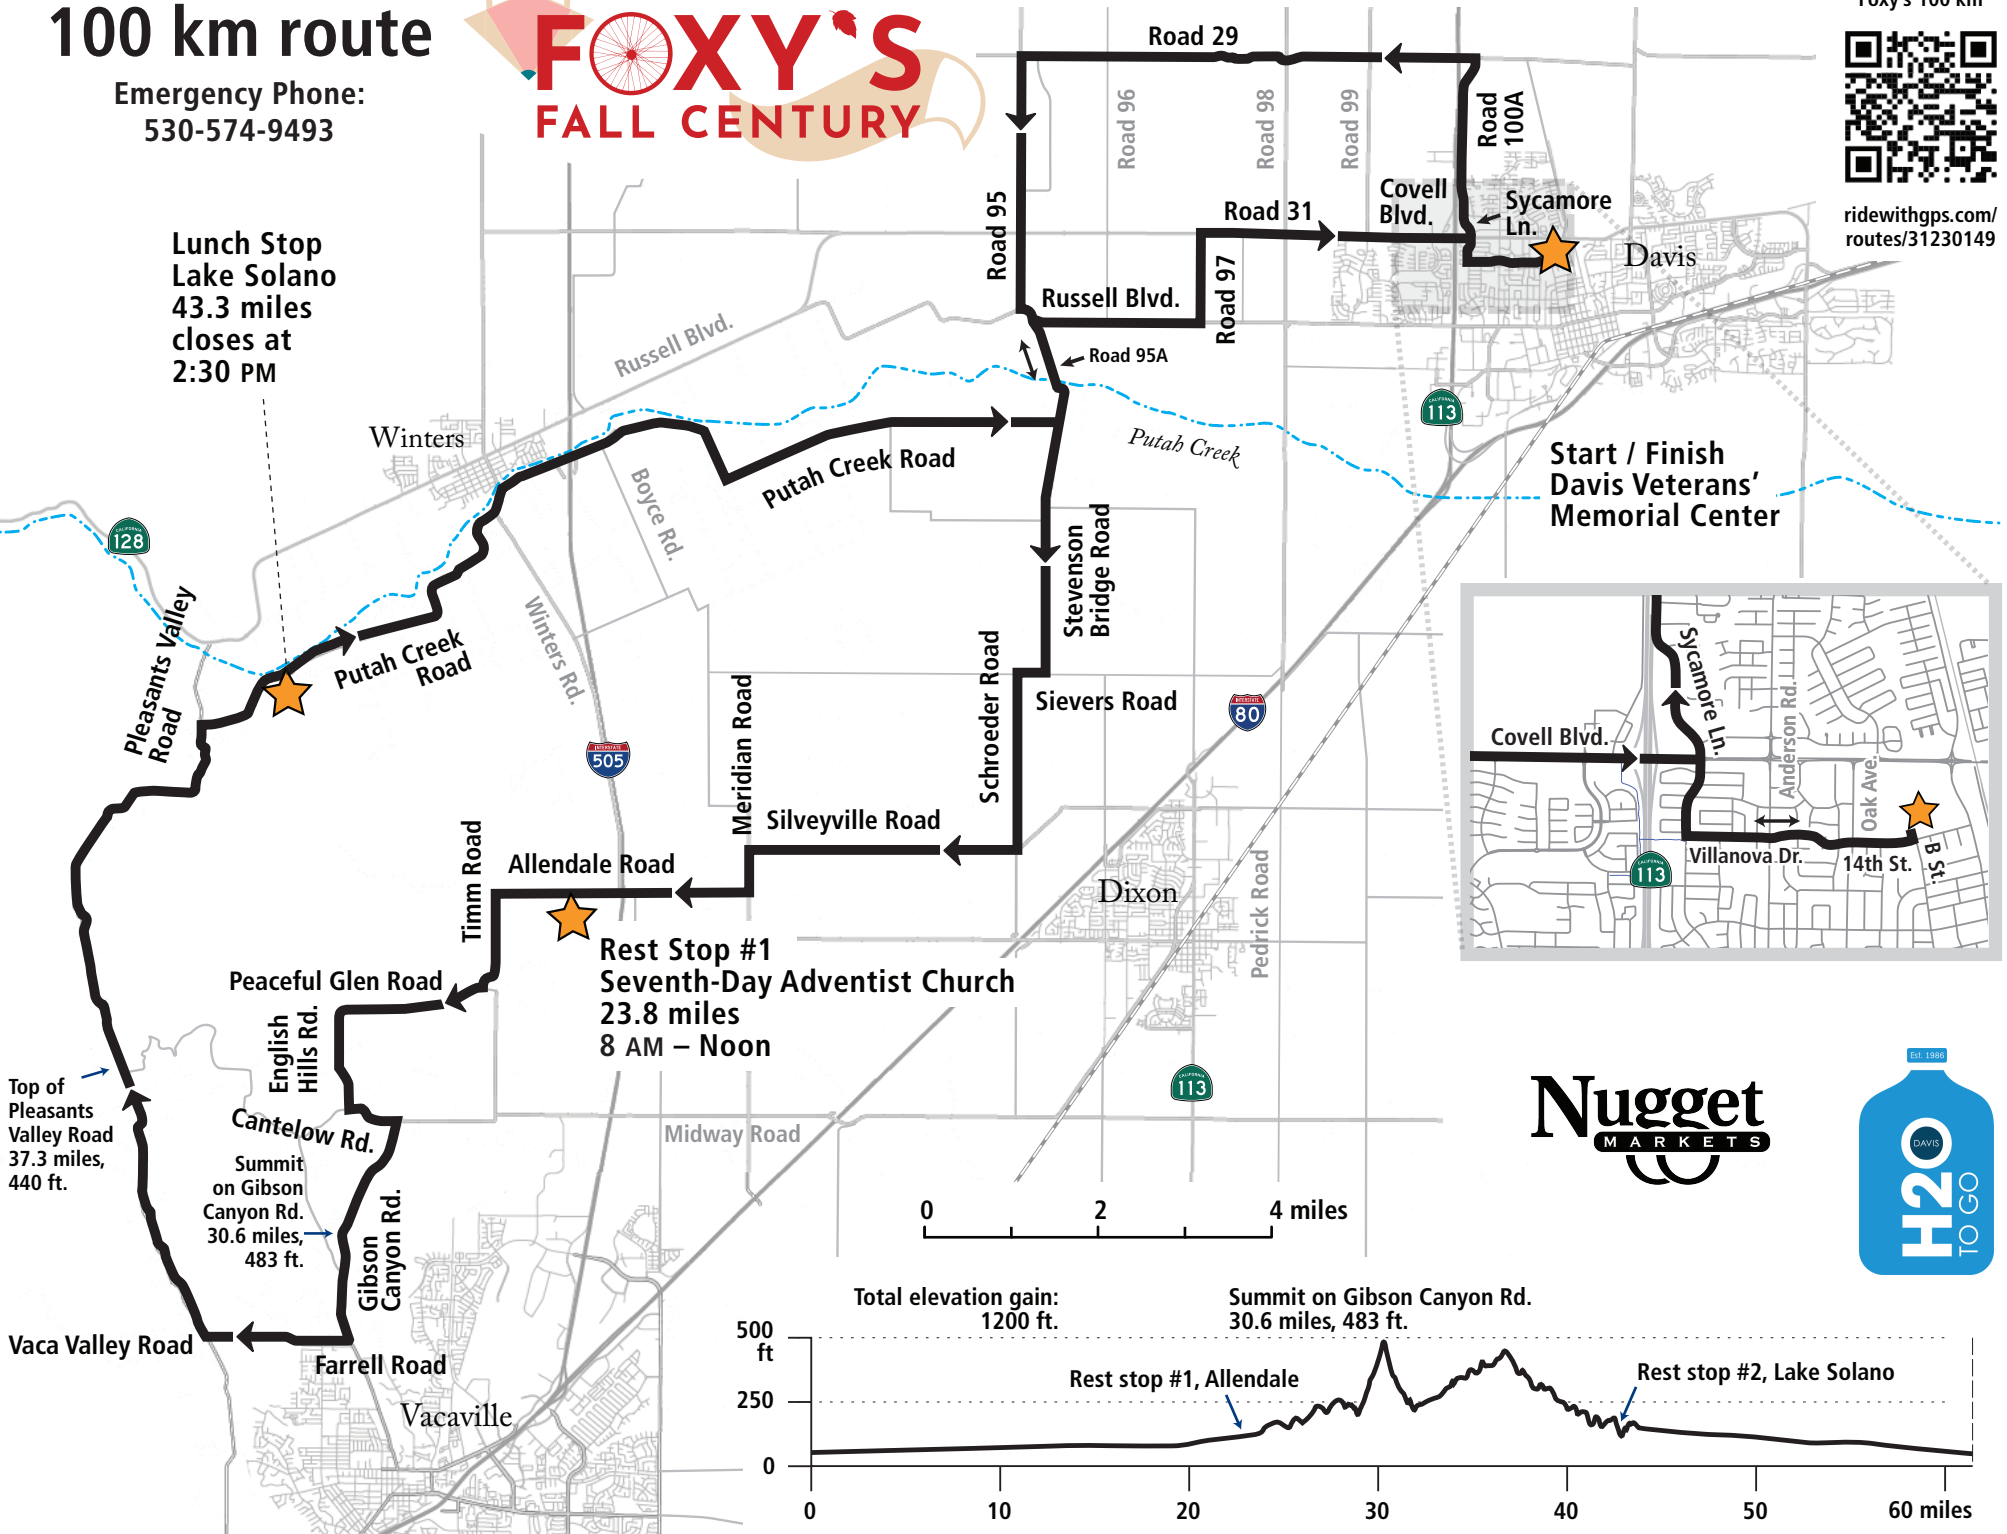 100 km route
Emergency Phone:
530-574-9493
FOXY'S
FALL CENTURY
Foxy's 100 km
ridewithgps.com/
routes/31230149
Lunch Stop
Lake Solano
43.3 miles
closes at
2:30 PM
Road 29
Road 96
Road 98
Road 99
Road
100A
Road 95
Covell
Blvd.
Sycamore
Ln.
Road 31
Davis
Road 97
Russell Blvd.
Road 95A
Russell Blvd.
113
Winters
Putah Creek
Putah Creek Road
Boyce Rd.
Start / Finish
Davis Veterans'
Memorial Center
CALIFORNIA
128
Stevenson
Bridge Road
Pleasants Valley
Road
Winters Rd.
Putah Creek
Road
Sycamore Ln.
Anderson Rd.
Covell Blvd.
Oak Ave.
Villanova Dr.
14th St.
B St.
113
Schroeder Road
Sievers Road
INTERSTATE
80
INTERSTATE
505
Meridian Road
Silveyville Road
Timm Road
Allendale Road
Dixon
Pedrick Road
Rest Stop #1
Seventh-Day Adventist Church
23.8 miles
8 AM – Noon
Peaceful Glen Road
English
Hills Rd.
CALIFORNIA
113
Top of
Pleasants
Valley Road
37.3 miles,
440 ft.
Cantelow Rd.
Midway Road
Summit
on Gibson
Canyon Rd.
30.6 miles,
483 ft.
Gibson
Canyon Rd.
Nugget
MARKETS
Est. 1986
DAVIS
H2O
TO GO
0 2 4 miles
Vaca Valley Road
Farrell Road
Vacaville
Total elevation gain:
1200 ft.
Summit on Gibson Canyon Rd.
30.6 miles, 483 ft.
500
ft
Rest stop #1, Allendale
Rest stop #2, Lake Solano
250
0
0 10 20 30 40 50 60 miles